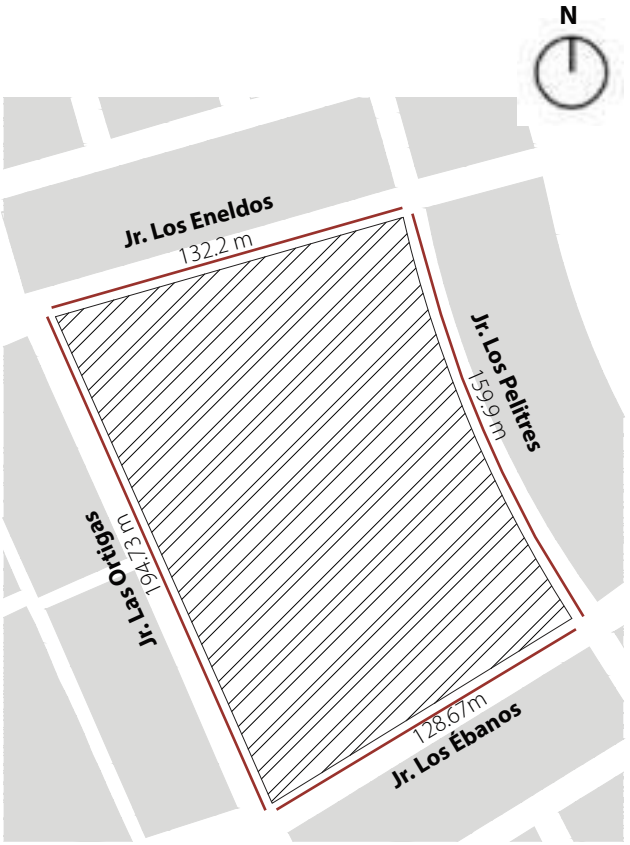 N
Jr. Los Eneldos
132.2 m
Jr. Los Pelitres
159.9 m
194.73 m
Jr. Las Ortigas
128.67m
Jr. Los Ébanos